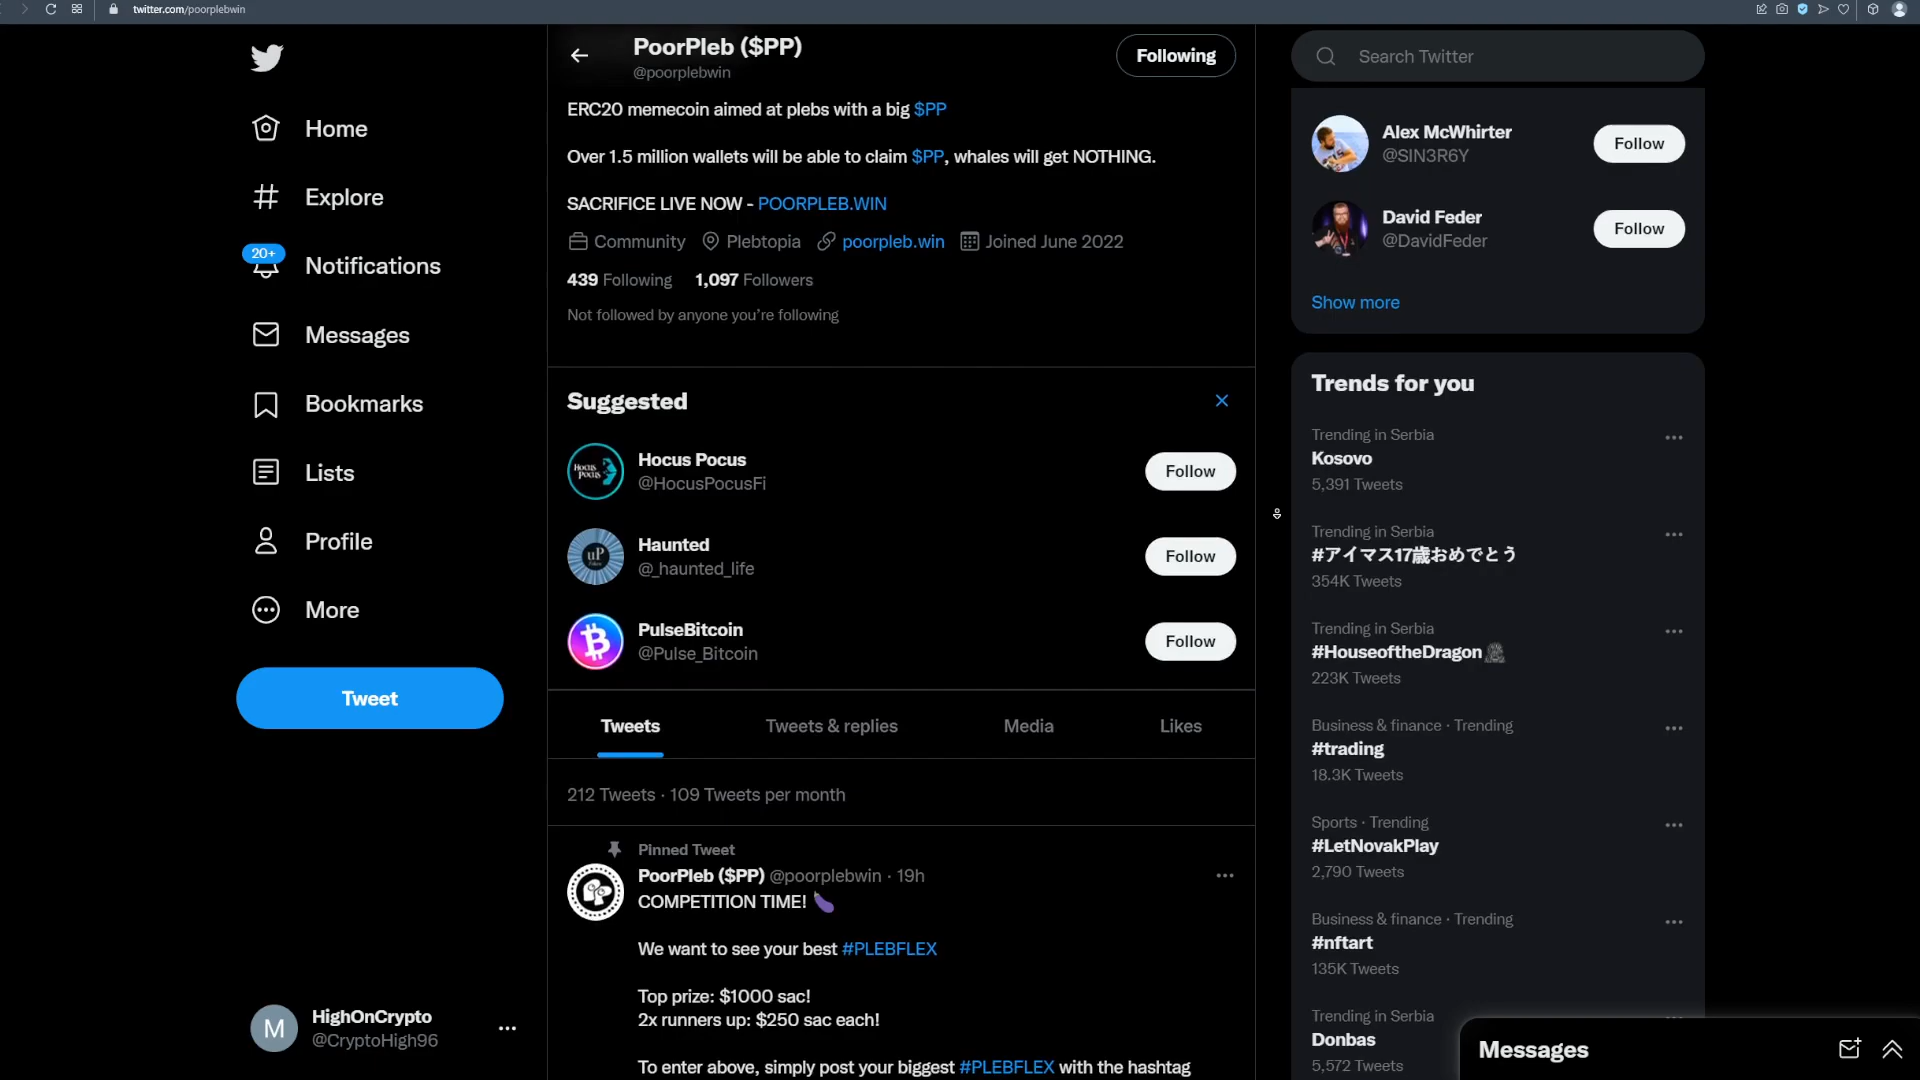 twitter.com/poorplebwin
Home
Explore
20+
Notifications
Messages
Bookmarks
Lists
Profile
More
Tweet
HighOnCrypto
@CryptoHigh96
M
PoorPleb ($PP)
@poorplebwin
Following
ERC20 memecoin aimed at plebs with a big $PP
Over 1.5 million wallets will be able to claim $PP, whales will get NOTHING.
SACRIFICE LIVE NOW - POORPLEB.WIN
Community Plebtopia poorpleb.win Joined June 2022
439 Following 1,097 Followers
Not followed by anyone you're following
Suggested
HOCUS POCUS
Hocus Pocus
@HocusPocusFi
Follow
uP
Haunted
@_haunted_life
Follow
PulseBitcoin
@Pulse_Bitcoin
Follow
Tweets Tweets & replies Media Likes
212 Tweets · 109 Tweets per month
Pinned Tweet
PoorPleb ($PP) @poorplebwin · 19h
COMPETITION TIME! 🍆
We want to see your best #PLEBFLEX
Top prize: $1000 sac!
2x runners up: $250 sac each!
To enter above, simply post your biggest #PLEBFLEX with the hashtag
Search Twitter
Alex McWhirter
@SIN3R6Y
Follow
David Feder
@DavidFeder
Follow
Show more
Trends for you
Trending in Serbia
Kosovo
5,391 Tweets
Trending in Serbia
#アイマス17歳おめでとう
354K Tweets
Trending in Serbia
#HouseoftheDragon
223K Tweets
Business & finance · Trending
#trading
18.3K Tweets
Sports · Trending
#LetNovakPlay
2,790 Tweets
Business & finance · Trending
#nftart
135K Tweets
Trending in Serbia
Donbas
5,572 Tweets
Messages